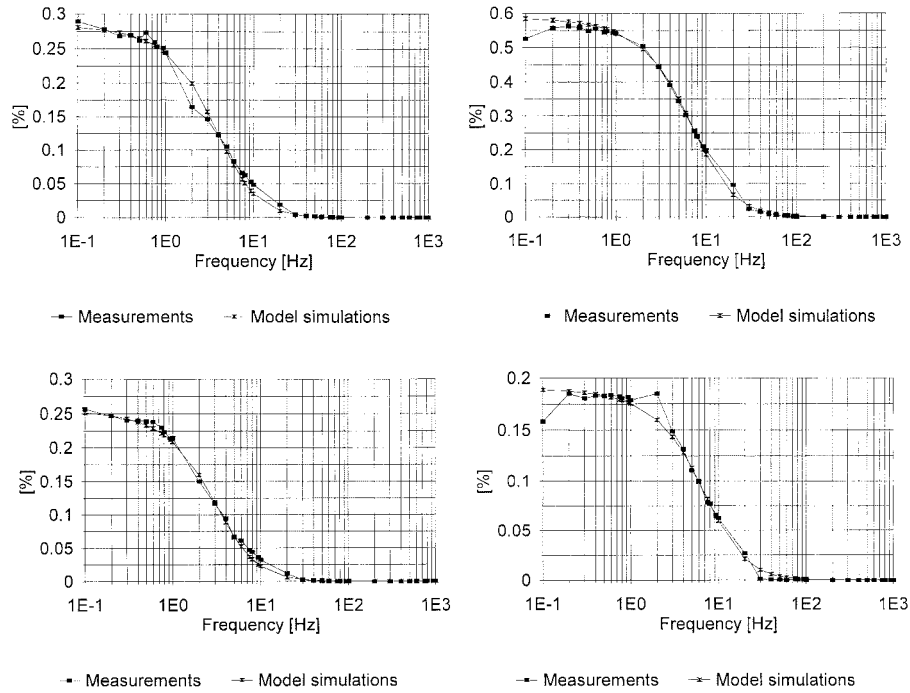 0.3
0.25
0.2
0.15
0.1
0.05
0
[%]
1E-1 1E0 1E1 1E2 1E3
Frequency [Hz]
Measurements Model simulations
0.6
0.5
0.4
0.3
0.2
0.1
0.0
[%]
1E-1 1E0 1E1 1E2 1E3
Frequency [Hz]
Measurements Model simulations
0.3
0.25
0.2
0.15
0.1
0.05
0
[%]
1E-1 1E0 1E1 1E2 1E3
Frequency [Hz]
Measurements Model simulations
0.2
0.15
0.1
0.05
0
[%]
1E-1 1E0 1E1 1E2 1E3
Frequency [Hz]
Measurements Model simulations